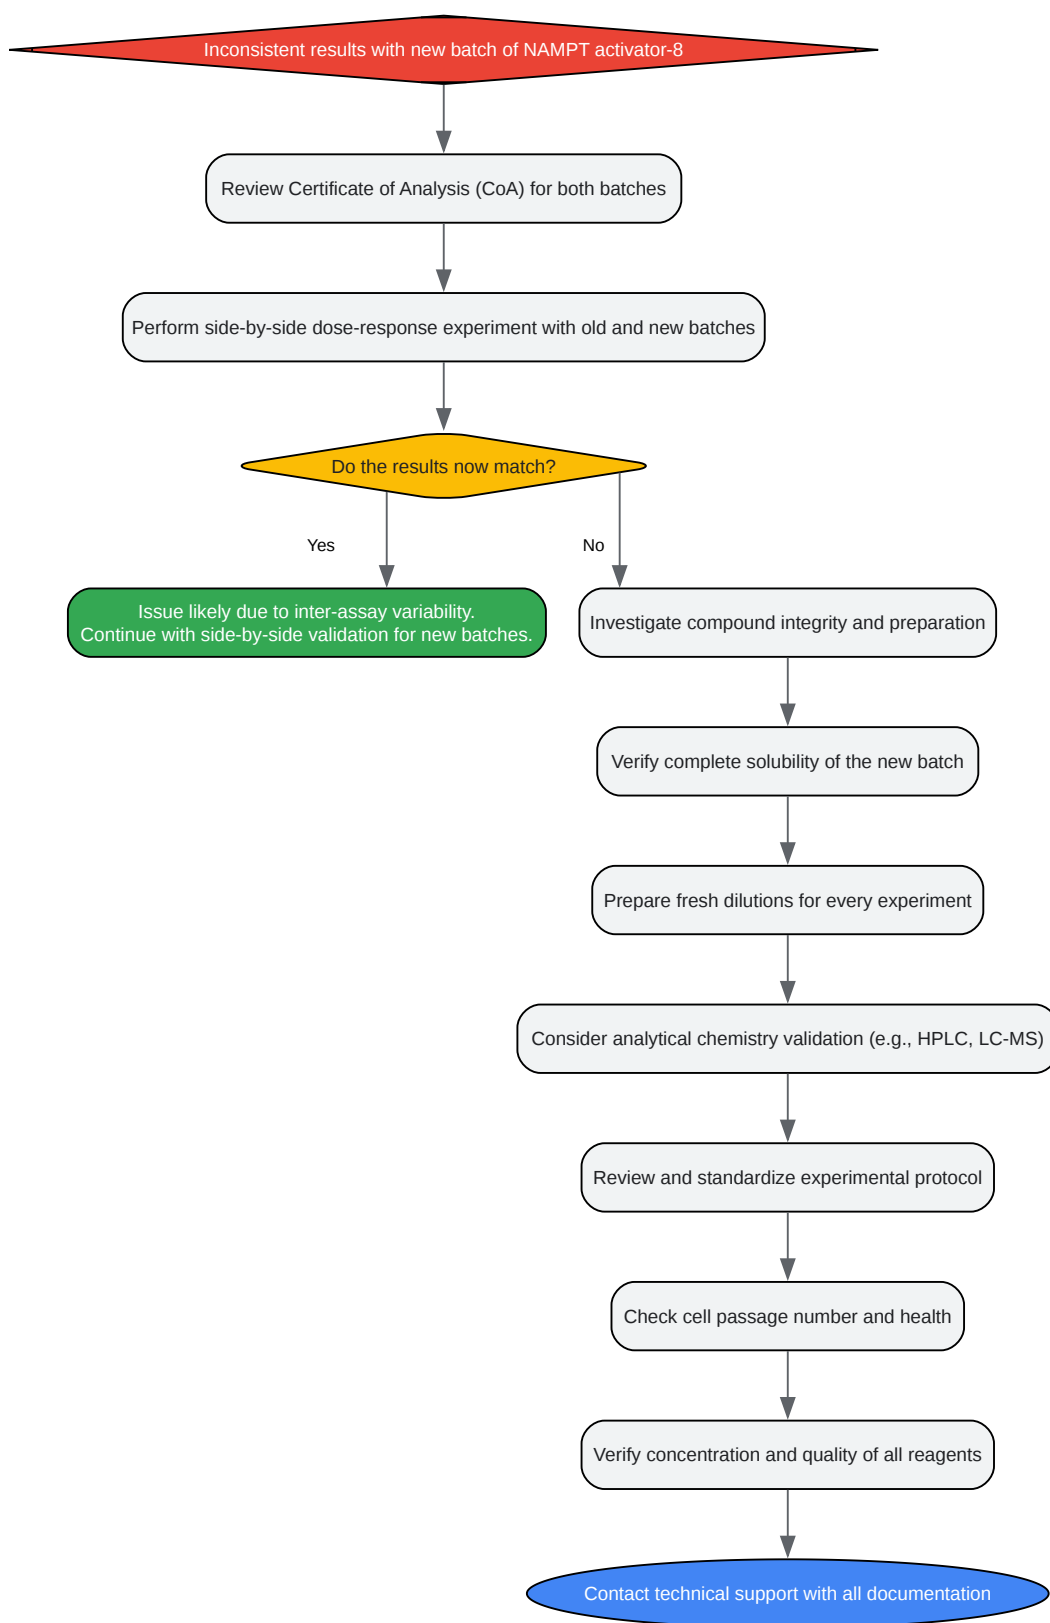 Inconsistent results with new batch of NAMPT activator-8
Review Certificate of Analysis (CoA) for both batches
Perform side-by-side dose-response experiment with old and new batches
Do the results now match?
Yes
No
Issue likely due to inter-assay variability.
Continue with side-by-side validation for new batches.
Investigate compound integrity and preparation
Verify complete solubility of the new batch
Prepare fresh dilutions for every experiment
Consider analytical chemistry validation (e.g., HPLC, LC-MS)
Review and standardize experimental protocol
Check cell passage number and health
Verify concentration and quality of all reagents
Contact technical support with all documentation